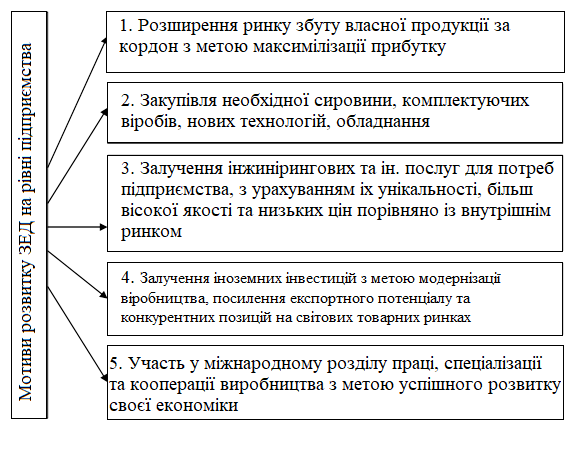 Мотиви розвитку ЗЕД на рівні підприємства
1. Розширення ринку збуту власної продукції за
кордон з метою максимілізації прибутку
2. Закупівля необхідної сировини, комплектуючих
виробів, нових технологій, обладнання
3. Залучення інжинірингових та ін. послуг для потреб
підприємства, з урахуванням їх унікальності, більш
вісокої якості та низьких цін порівняно із внутрішнім
ринком
4. Залучення іноземних інвестицій з метою модернізації
віробництва, посилення експортного потенціалу та
конкурентних позицій на світових товарних ринках
5. Участь у міжнародному розділу праці, спеціалізації
та кооперації виробництва з метою успішного розвитку
своєї економіки